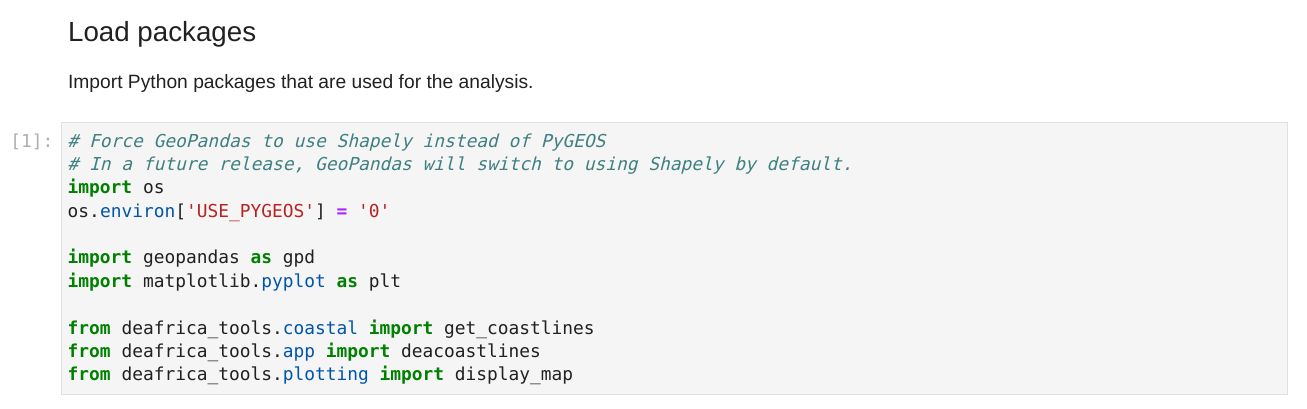 Load packages
Import Python packages that are used for the analysis.
[1]:
# Force GeoPandas to use Shapely instead of PyGEOS
# In a future release, GeoPandas will switch to using Shapely by default.
import os
os.environ['USE_PYGEOS'] = '0'
import geopandas as gpd
import matplotlib.pyplot as plt
from deafrica_tools.coastal import get_coastlines
from deafrica_tools.app import deacoastlines
from deafrica_tools.plotting import display_map